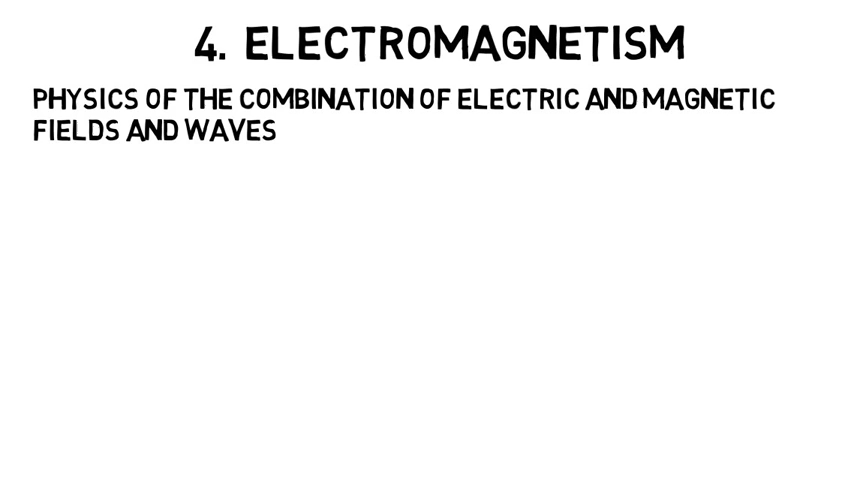 4. ELECTROMAGNETISM
PHYSICS OF THE COMBINATION OF ELECTRIC AND MAGNETIC
FIELDS AND WAVES